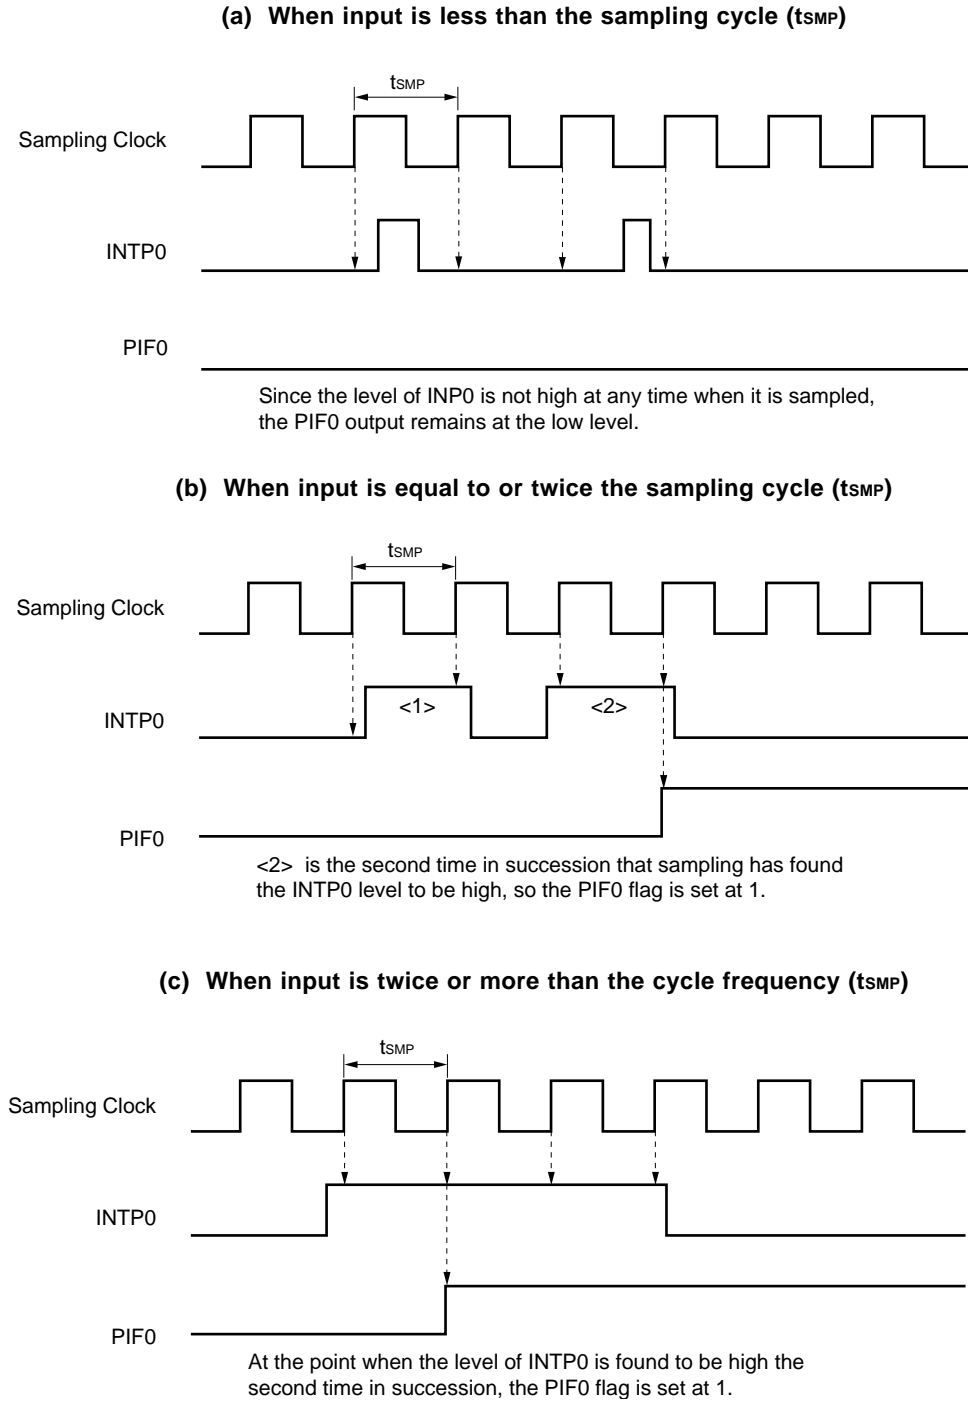 (a) When input is less than the sampling cycle (tSMP)
tSMP
Sampling Clock
INTP0
PIF0
Since the level of INP0 is not high at any time when it is sampled,
the PIF0 output remains at the low level.
(b) When input is equal to or twice the sampling cycle (tSMP)
tSMP
Sampling Clock
<1> <2>
INTP0
PIF0
<2> is the second time in succession that sampling has found
the INTP0 level to be high, so the PIF0 flag is set at 1.
(c) When input is twice or more than the cycle frequency (tSMP)
tSMP
Sampling Clock
INTP0
PIF0
At the point when the level of INTP0 is found to be high the
second time in succession, the PIF0 flag is set at 1.